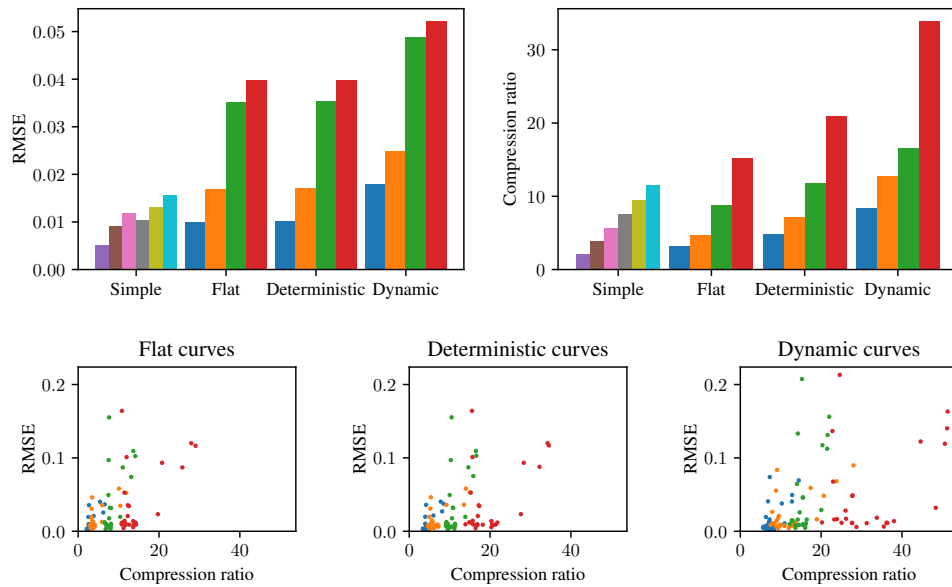 RMSE
0.00
0.01
0.02
0.03
0.04
0.05
Simple Flat Deterministic Dynamic
Compression ratio
0
10
20
30
Simple Flat Deterministic Dynamic
Flat curves
RMSE
0.0
0.1
0.2
0 20 40
Compression ratio
Deterministic curves
RMSE
0.0
0.1
0.2
0 20 40
Compression ratio
Dynamic curves
RMSE
0.0
0.1
0.2
0 20 40
Compression ratio